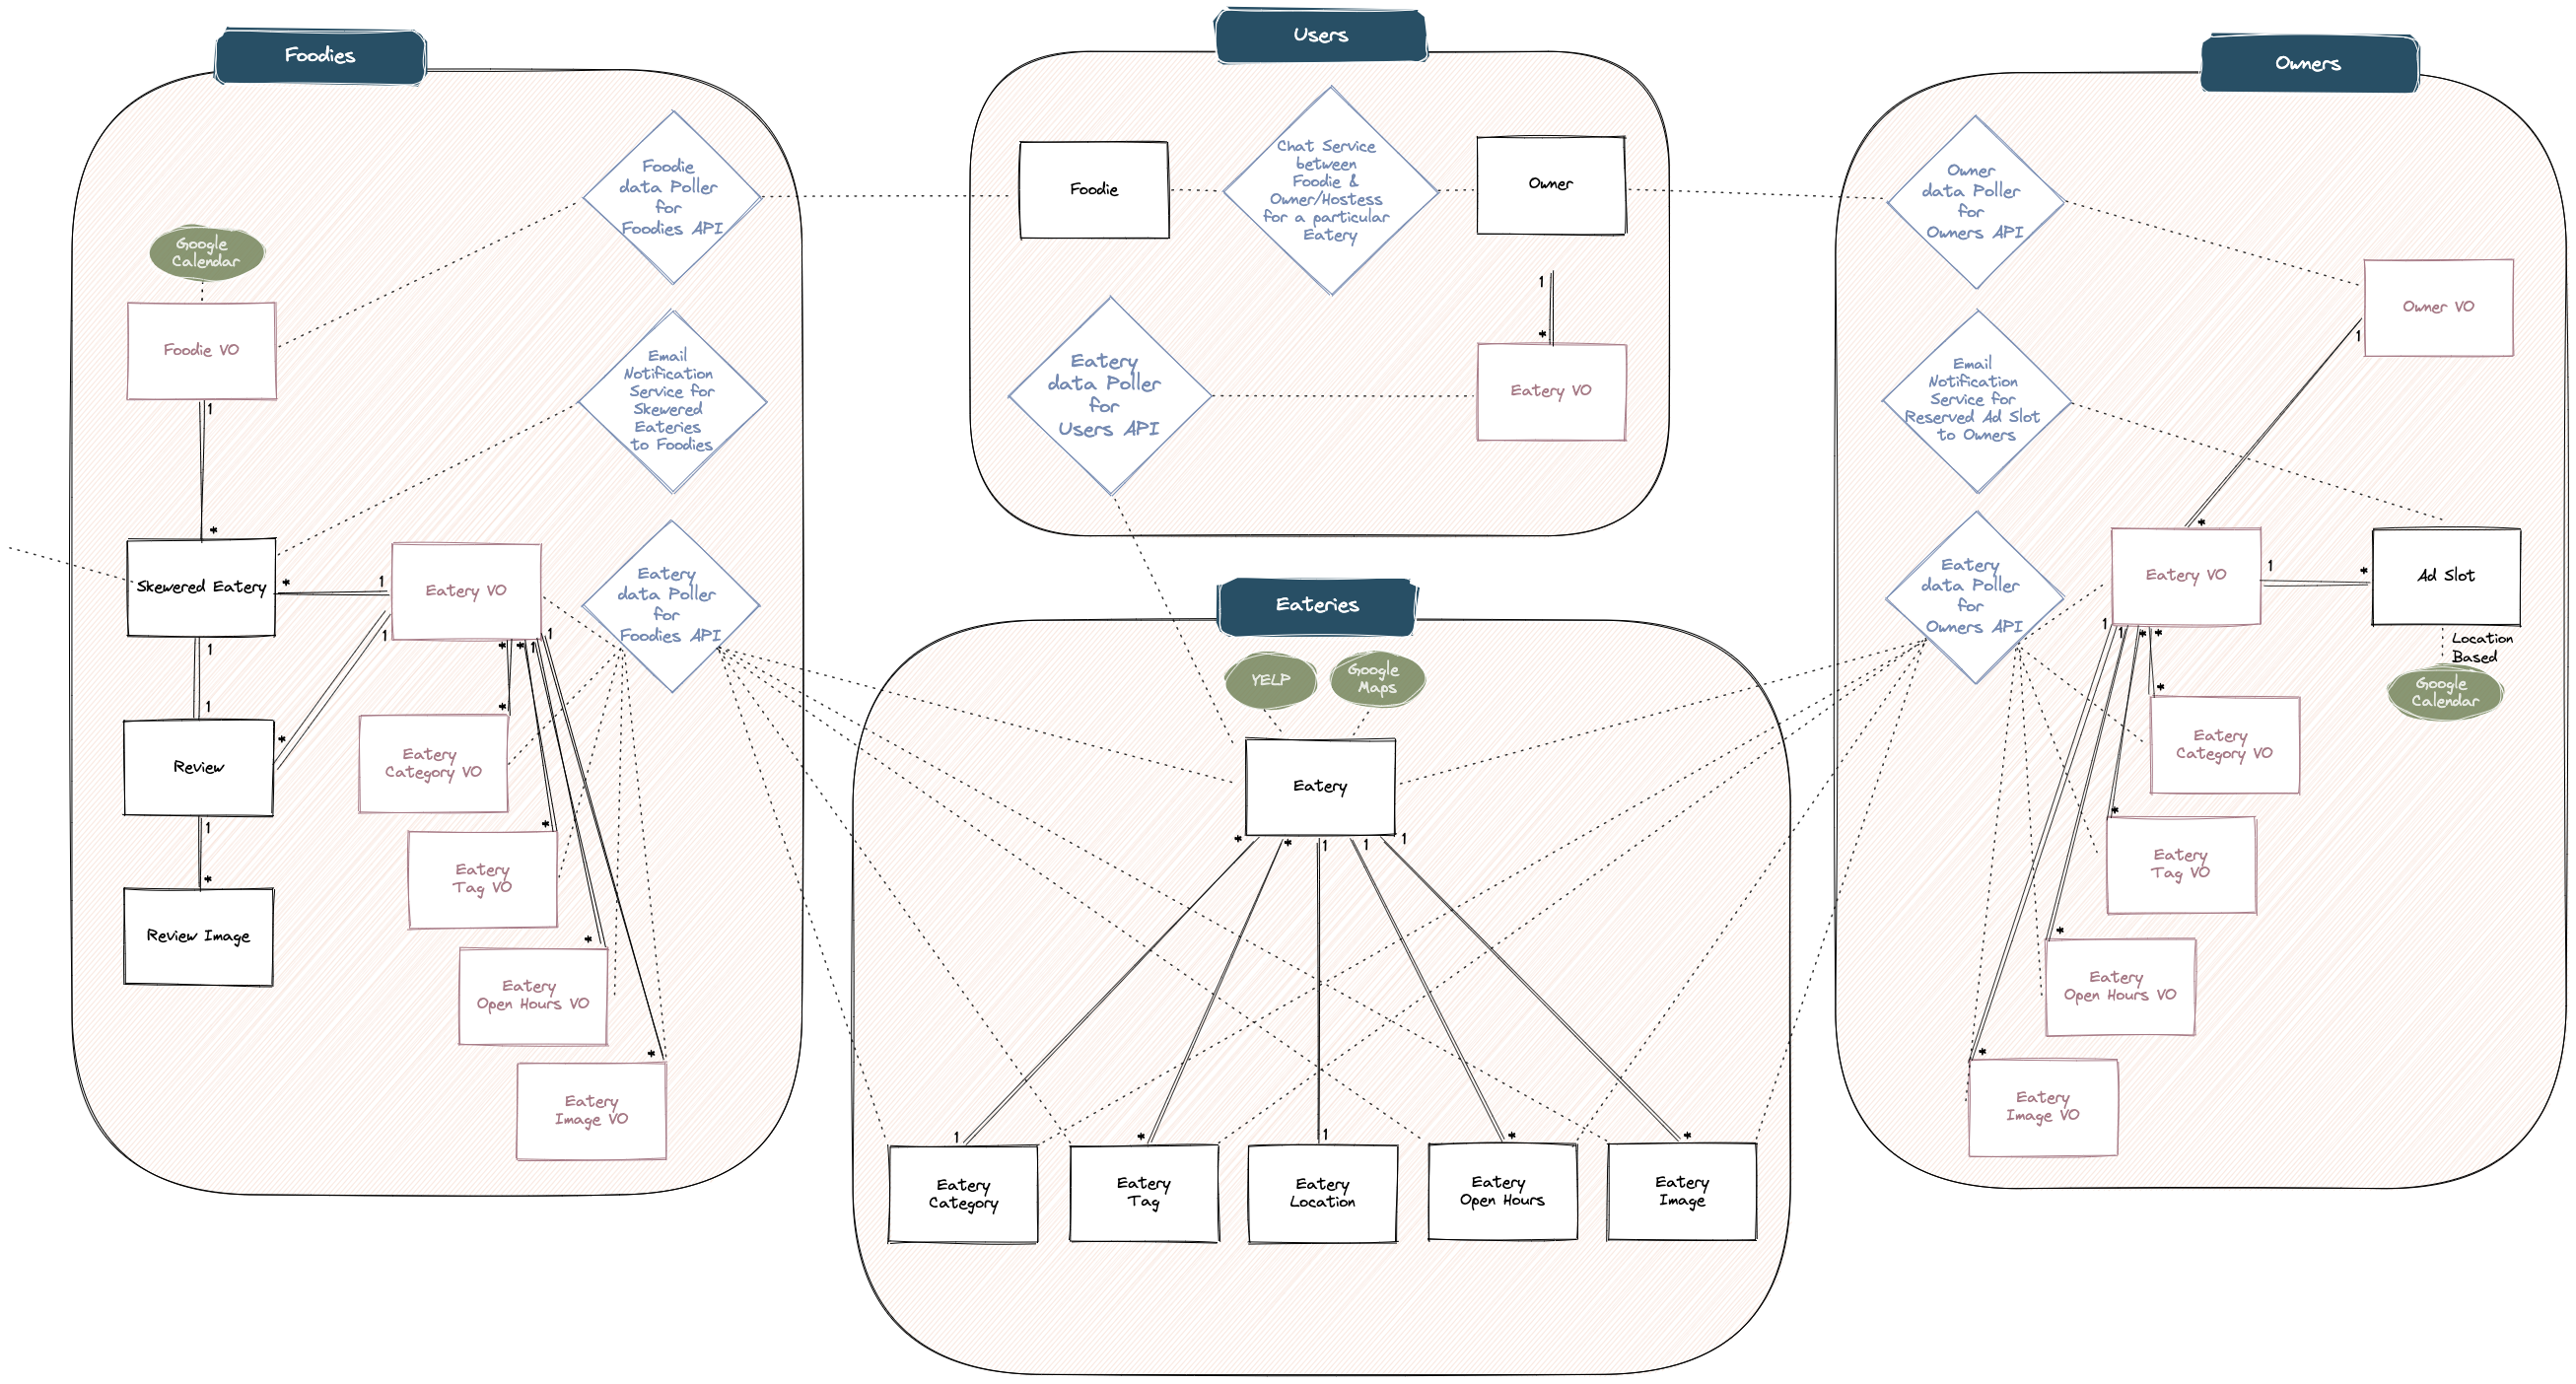 Foodies
Foodie
data Poller
for
Foodies API
Google
Calendar
Foodie VO
1
*
Email
Notification
Service for
Skewered
Eateries
to Foodies
Skewered Eatery
*
1
Eatery VO
Eatery
data Poller
for
Foodies API
1
1
*
*
1
1
1
*
*
Review
Eatery
Category VO
1
*
*
Eatery
Tag VO
Review Image
*
Eatery
Open Hours VO
*
Eatery
Image VO
Users
Foodie
Chat Service
between
Foodie &
Owner/Hostess
for a particular
Eatery
Owner
1
*
Eatery
data Poller
for
Users API
Eatery VO
Eateries
YELP
Google
Maps
Eatery
*
*
1
1
1
1
*
1
*
*
Eatery
Category
Eatery
Tag
Eatery
Location
Eatery
Open Hours
Eatery
Image
Owners
Owner
data Poller
for
Owners API
Owner VO
1
Email
Notification
Service for
Reserved Ad Slot
to Owners
*
Eatery
data Poller
for
Owners API
Eatery VO
1
*
Ad Slot
Location
Based
Google
Calendar
1
1
*
*
*
Eatery
Category VO
*
Eatery
Tag VO
*
Eatery
Open Hours VO
*
Eatery
Image VO